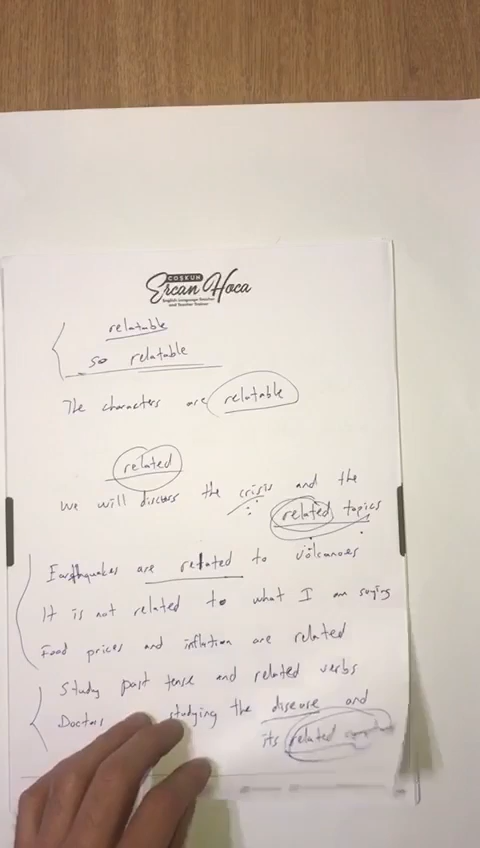 COŞKUN
Ercan Hoca
English Language Teacher
and Teacher Trainer
relatable
so relatable
The characters are relatable
related
We will discuss the crisis and the
related topics
Earthquakes are related to volcanoes
It is not related to what I am saying
Food prices and inflation are related
Study past tense and related verbs
Doctors studying the disease and
its related